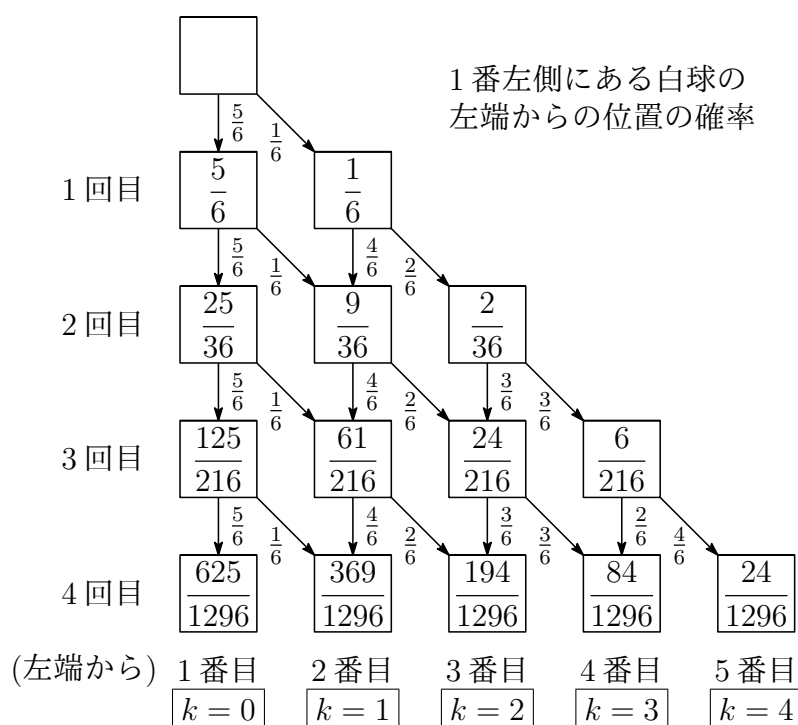 1番左側にある白球の
左端からの位置の確率
5/6 1/6
1回目 5/6 1/6
5/6 1/6 4/6 2/6
2回目 25/36 9/36 2/36
5/6 1/6 4/6 2/6 3/6 3/6
3回目 125/216 61/216 24/216 6/216
5/6 1/6 4/6 2/6 3/6 3/6 2/6 4/6
4回目 625/1296 369/1296 194/1296 84/1296 24/1296
(左端から) 1番目 2番目 3番目 4番目 5番目
k = 0 k = 1 k = 2 k = 3 k = 4